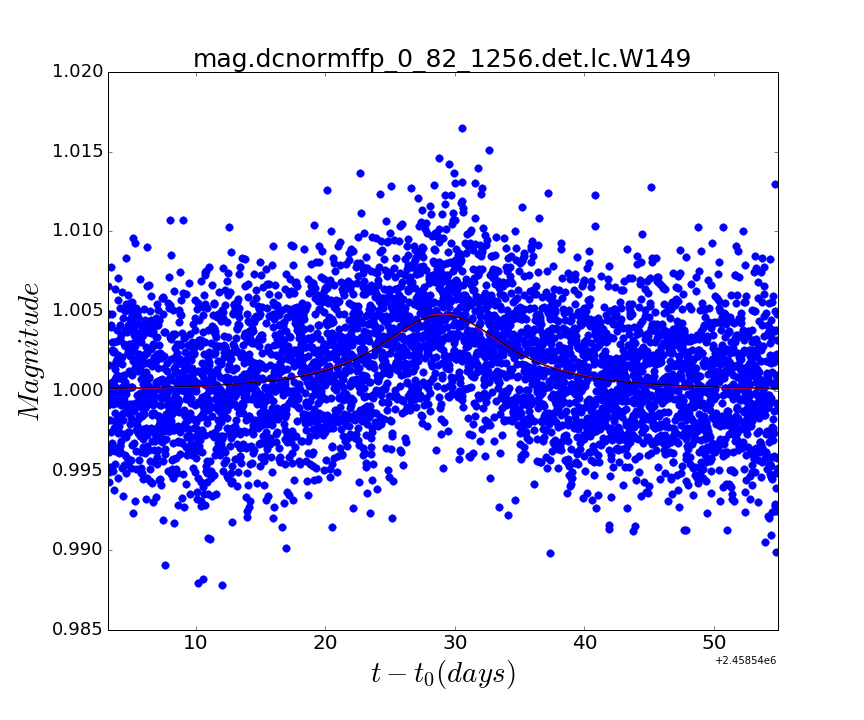 mag.dcnormffp_0_82_1256.det.lc.W149
1.020
1.015
1.010
1.005
1.000
0.995
0.990
0.985
Magnitude
10 20 30 40 50
+2.45854e6
t − t₀(days)